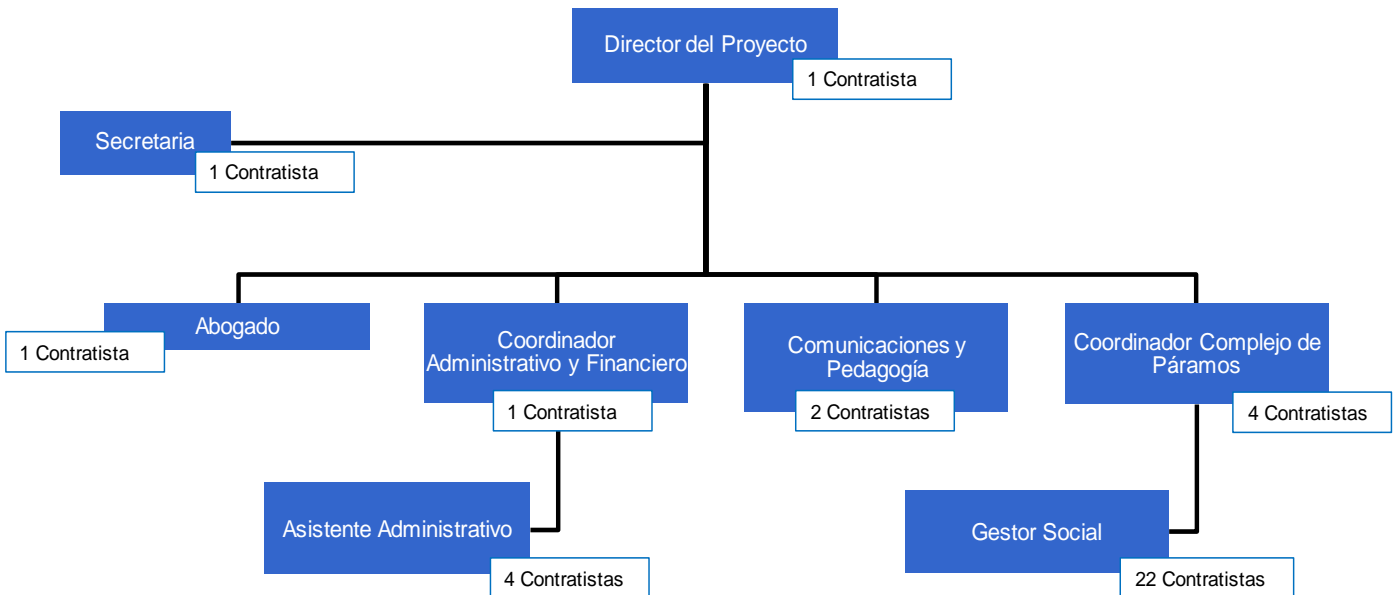 Director del Proyecto
1 Contratista
Secretaria
1 Contratista
Abogado
1 Contratista
Coordinador
Administrativo y Financiero
1 Contratista
Comunicaciones y
Pedagogía
2 Contratistas
Coordinador Complejo de
Páramos
4 Contratistas
Asistente Administrativo
4 Contratistas
Gestor Social
22 Contratistas